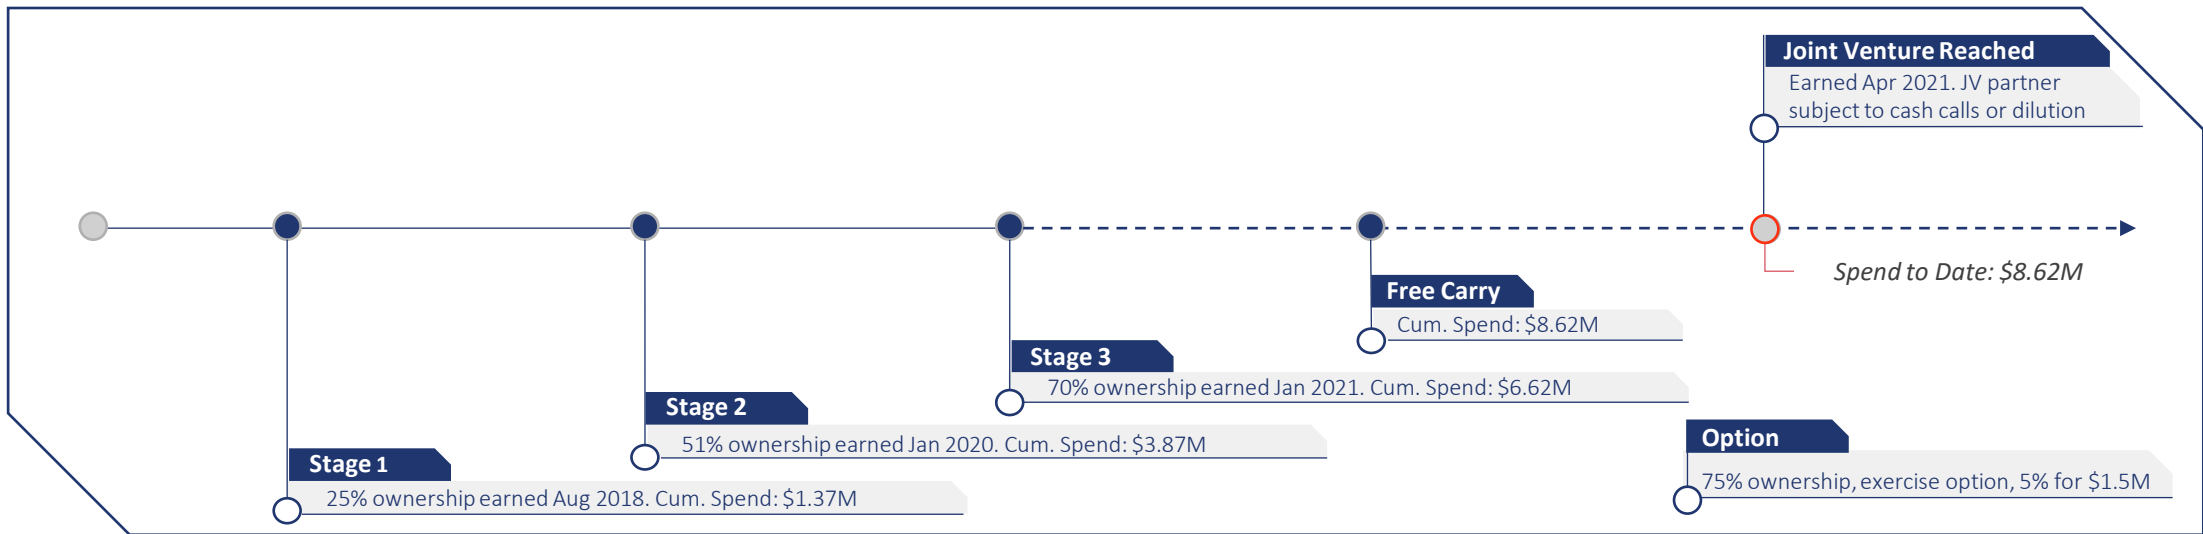 Joint Venture Reached
Earned Apr 2021. JV partner
subject to cash calls or dilution
Spend to Date: $8.62M
Free Carry
Cum. Spend: $8.62M
Stage 3
70% ownership earned Jan 2021. Cum. Spend: $6.62M
Stage 2
51% ownership earned Jan 2020. Cum. Spend: $3.87M
Option
75% ownership, exercise option, 5% for $1.5M
Stage 1
25% ownership earned Aug 2018. Cum. Spend: $1.37M